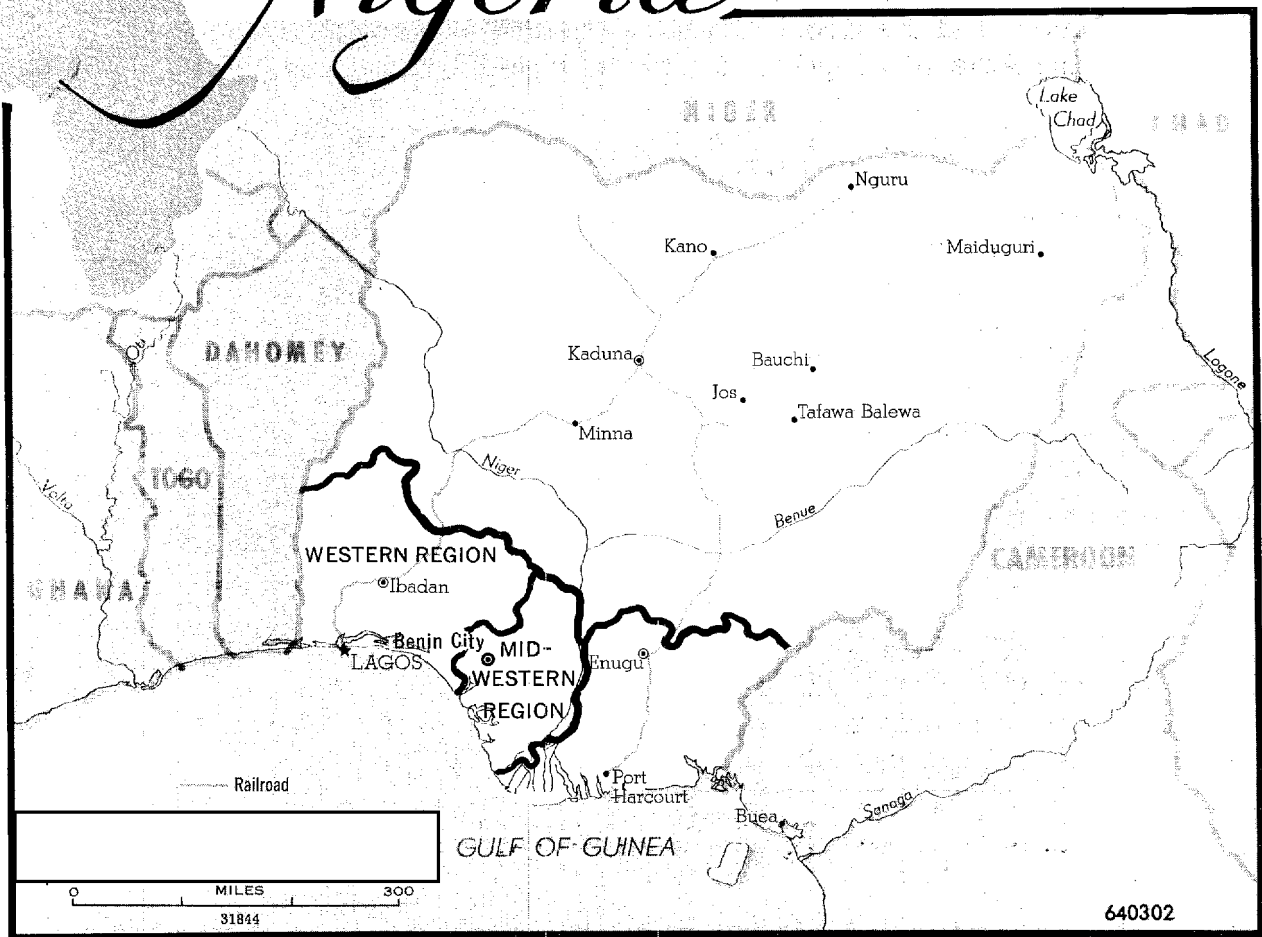 Nigeria
NIGER
Lake
Chad
CHAD
Nguru
Kano
Maiduguri
DAHOMEY
Kaduna
Bauchi
Logone
Jos
Tafawa Balewa
Minna
Niger
TOGO
Volta
Benue
WESTERN REGION
CAMEROON
Ibadan
GHANA
Benin City
MID-
WESTERN
REGION
LAGOS
Enugu
Railroad
Port
Harcourt
Buea
Sanaga
GULF OF GUINEA
0 MILES 300
31844
640302